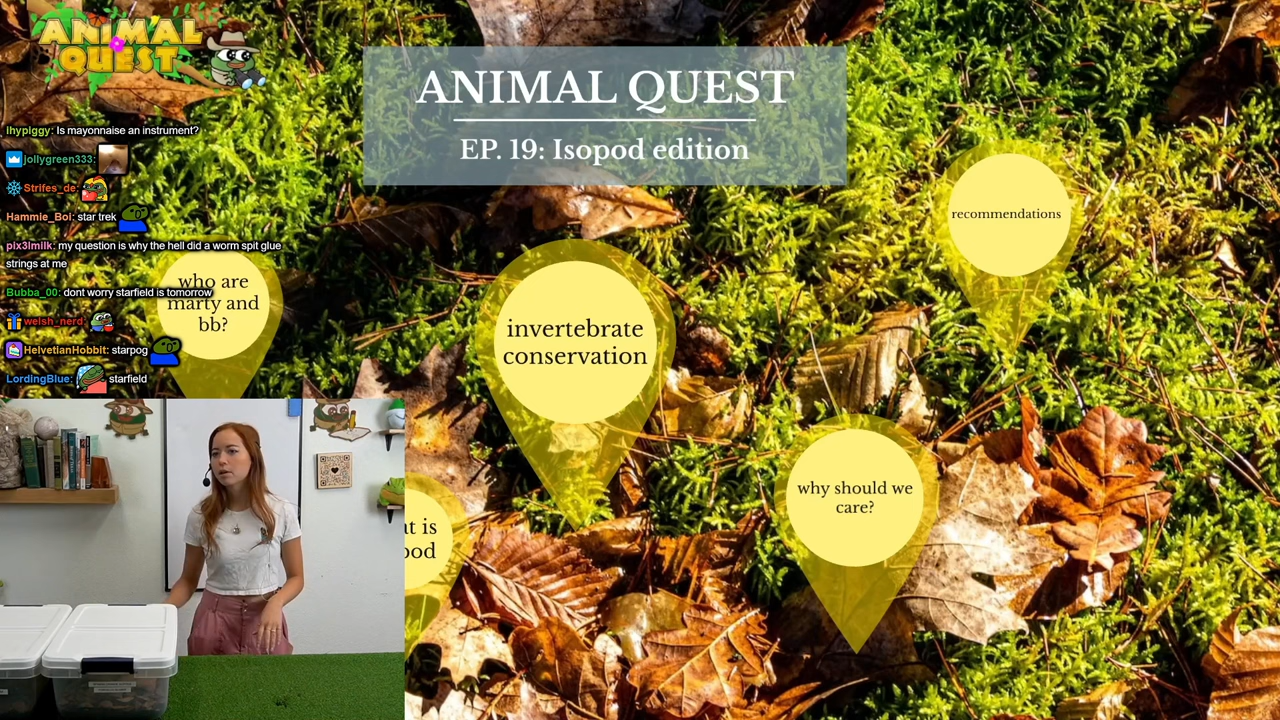 ANIMAL
QUEST
ANIMAL QUEST
EP. 19: Isopod edition
lhypiggy: Is mayonnaise an instrument?
jollygreen333:
Strifes_de:
Hammie_Boi: star trek
pix3lmilk: my question is why the hell did a worm spit glue
strings at me
Bubba_00: dont worry starfield is tomorrow
welsh_nerd:
HelvetianHobbit: starpog
LordingBlue: starfield
who are
marty and
bb?
invertebrate
conservation
recommendations
why should we
care?
at is
pod